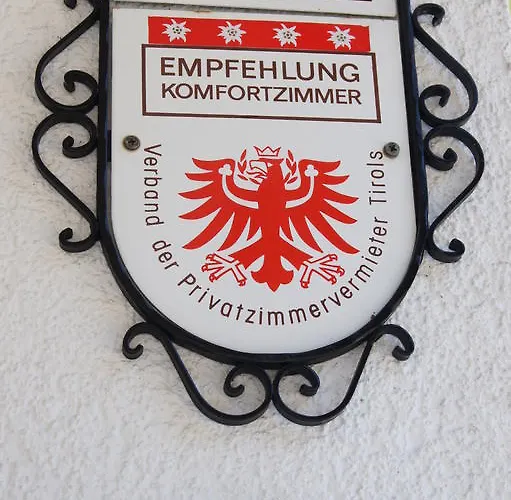 EMPFEHLUNG
KOMFORTZIMMER
Verband der Privatzimmervermieter Tirols